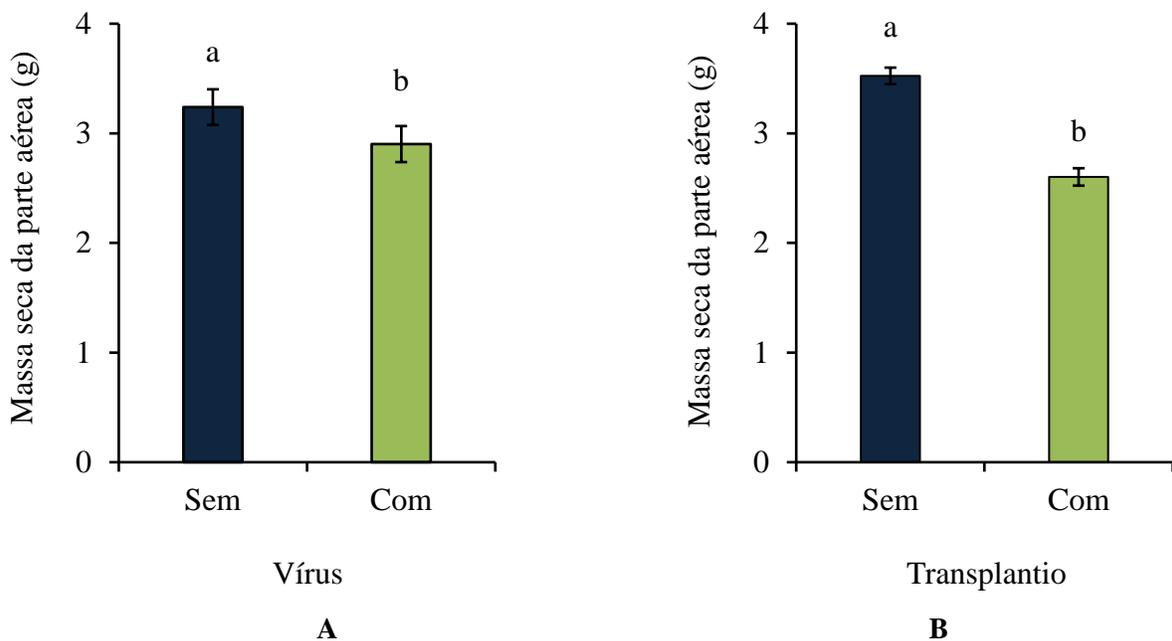 Massa seca da parte aérea (g)
4
3
2
1
0
a
b
Sem
Com
Vírus
A
Massa seca da parte aérea (g)
4
3
2
1
0
a
b
Sem
Com
Transplantio
B